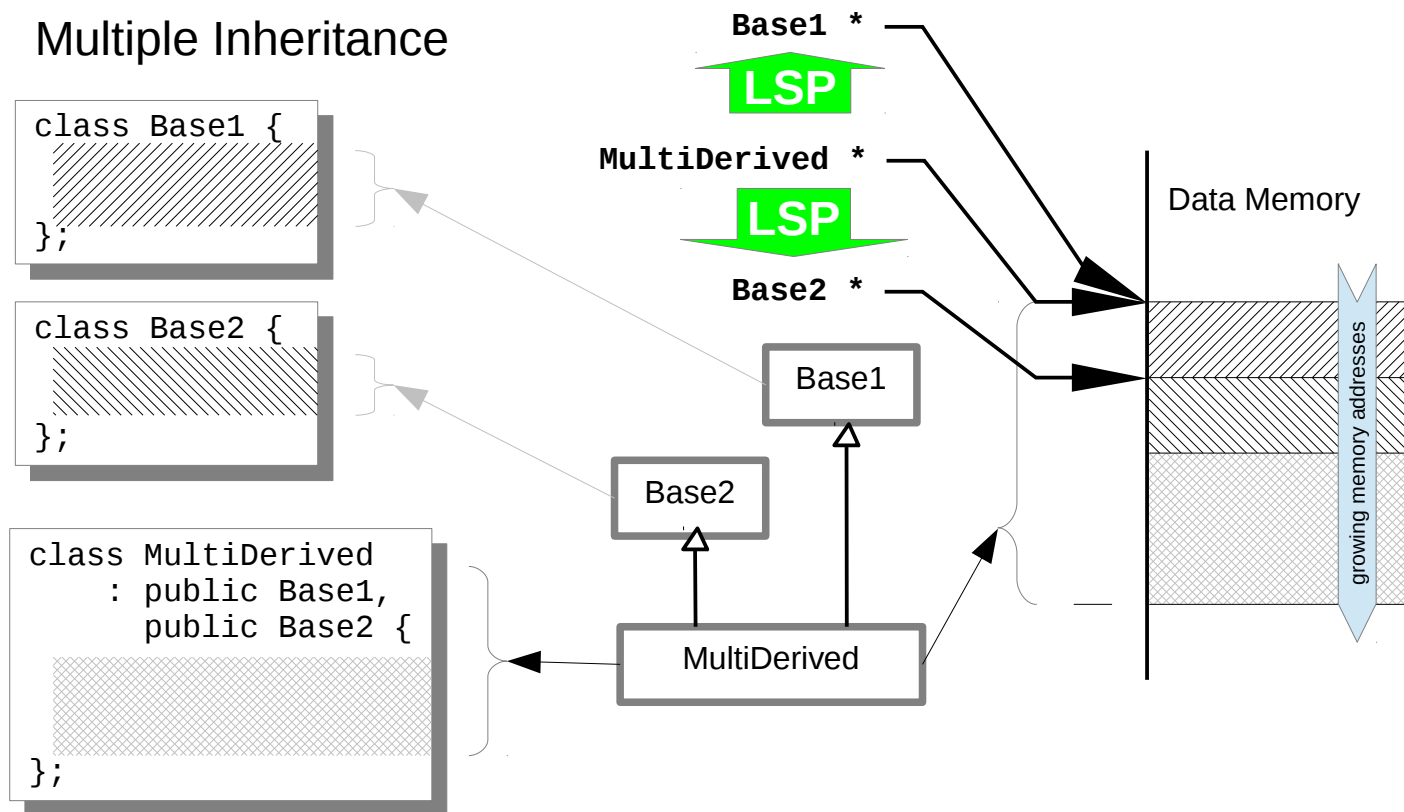 Multiple Inheritance
class Base1 {
};
class Base2 {
};
class MultiDerived
    : public Base1,
      public Base2 {
};
Base1 *
LSP
MultiDerived *
LSP
Base2 *
Base1
Base2
MultiDerived
Data Memory
growing memory addresses